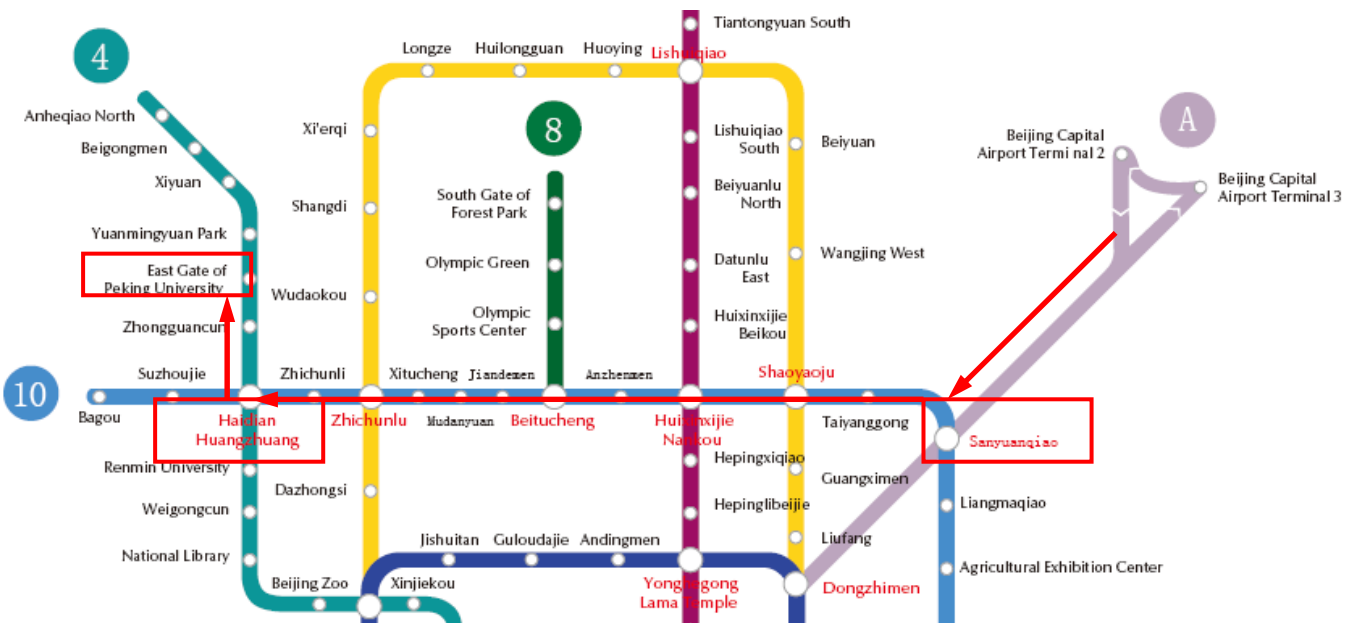 Tiantongyuan South
4
Longze
Huilongguan
Huoying
Lishuiqiao
Anheqiao North
Beigongmen
Xiyuan
Yuanmingyuan Park
East Gate of
Peking University
Zhongguancun
Xi'erqi
Shangdi
Wudaokou
8
South Gate of
Forest Park
Olympic Green
Olympic
Sports Center
Lishuiqiao
South
Beiyuanlu
North
Datunlu
East
Huixinxijie
Beikou
Beiyuan
Wangjing West
A
Beijing Capital
Airport Terminal 2
Beijing Capital
Airport Terminal 3
10
Bagou
Suzhoujie
Haidian
Huangzhuang
Zhichunli
Zhichunlu
Xitucheng
Mudanyuan
Jiandemen
Beitucheng
Anzhenmen
Huixinxijie
Nankou
Shaoyaoju
Taiyanggong
Sanyuanqiao
Renmin University
Weigongcun
National Library
Dazhongsi
Hepingxiqiao
Hepinglibeijie
Guangximen
Liufang
Liangmaqiao
Agricultural Exhibition Center
Beijing Zoo
Xinjiekou
Jishuitan
Guloudajie
Andingmen
Yonghegong
Lama Temple
Dongzhimen